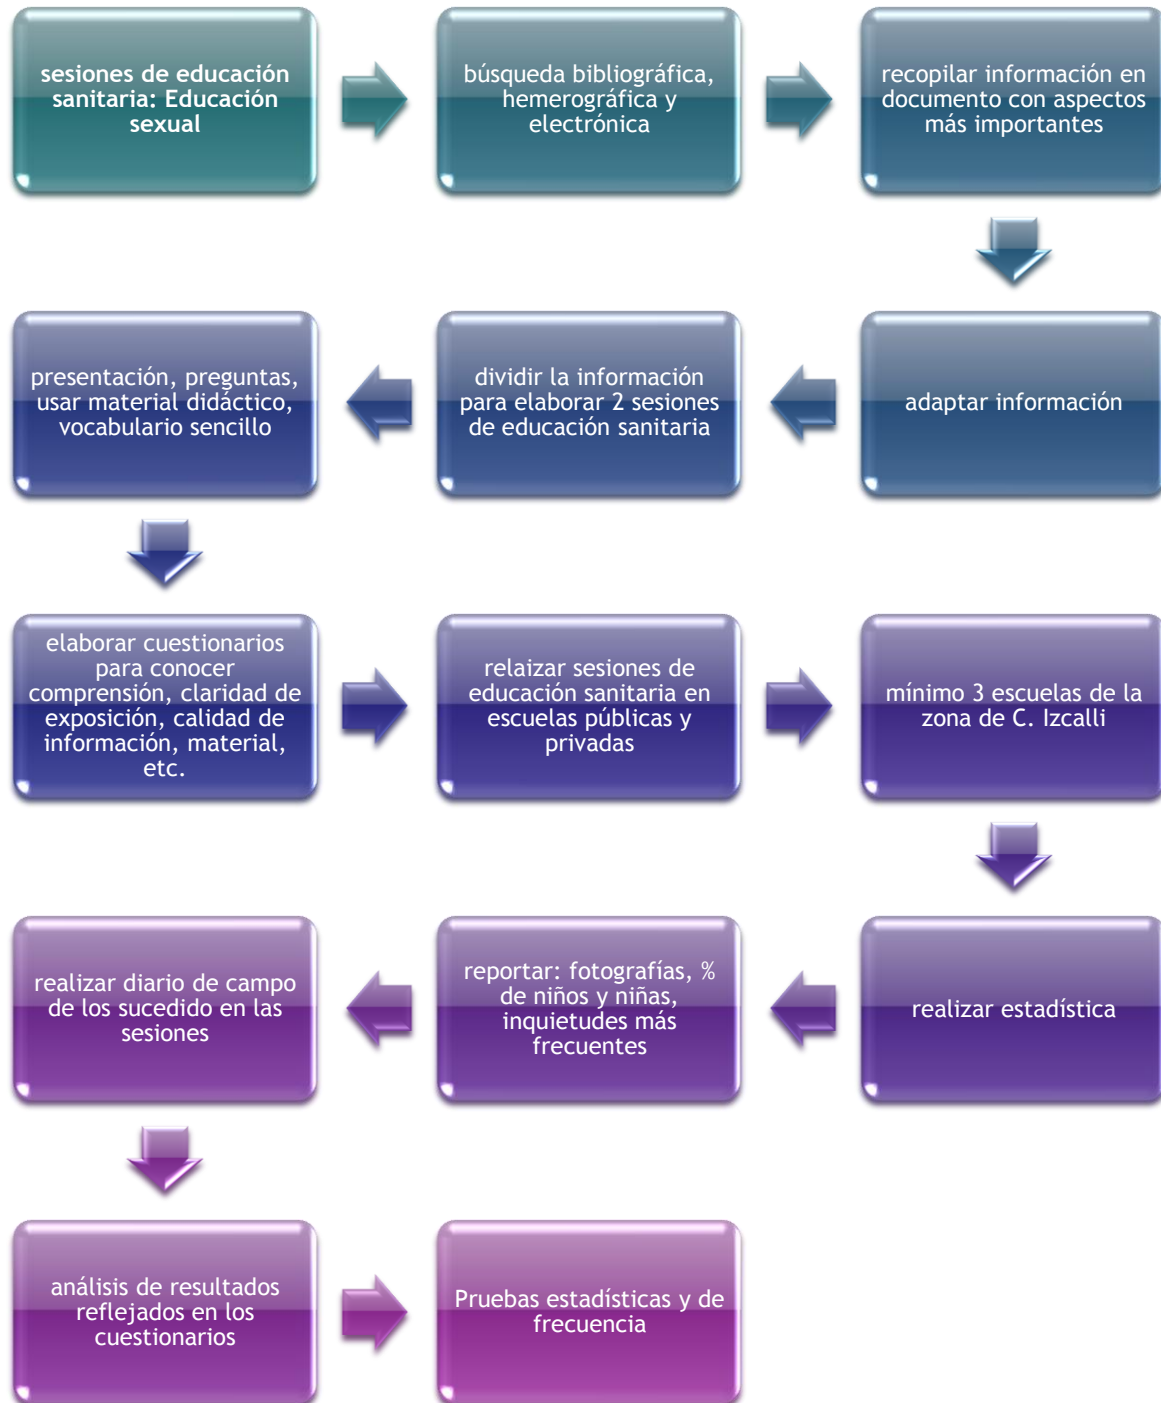 sesiones de educación
sanitaria: Educación
sexual
búsqueda bibliográfica,
hemerográfica y
electrónica
recopilar información en
documento con aspectos
más importantes
adaptar información
dividir la información
para elaborar 2 sesiones
de educación sanitaria
presentación, preguntas,
usar material didáctico,
vocabulario sencillo
elaborar cuestionarios
para conocer
comprensión, claridad de
exposición, calidad de
información, material,
etc.
relaizar sesiones de
educación sanitaria en
escuelas públicas y
privadas
mínimo 3 escuelas de la
zona de C. Izcalli
realizar estadística
reportar: fotografías, %
de niños y niñas,
inquietudes más
frecuentes
realizar diario de campo
de los sucedido en las
sesiones
análisis de resultados
reflejados en los
cuestionarios
Pruebas estadísticas y de
frecuencia